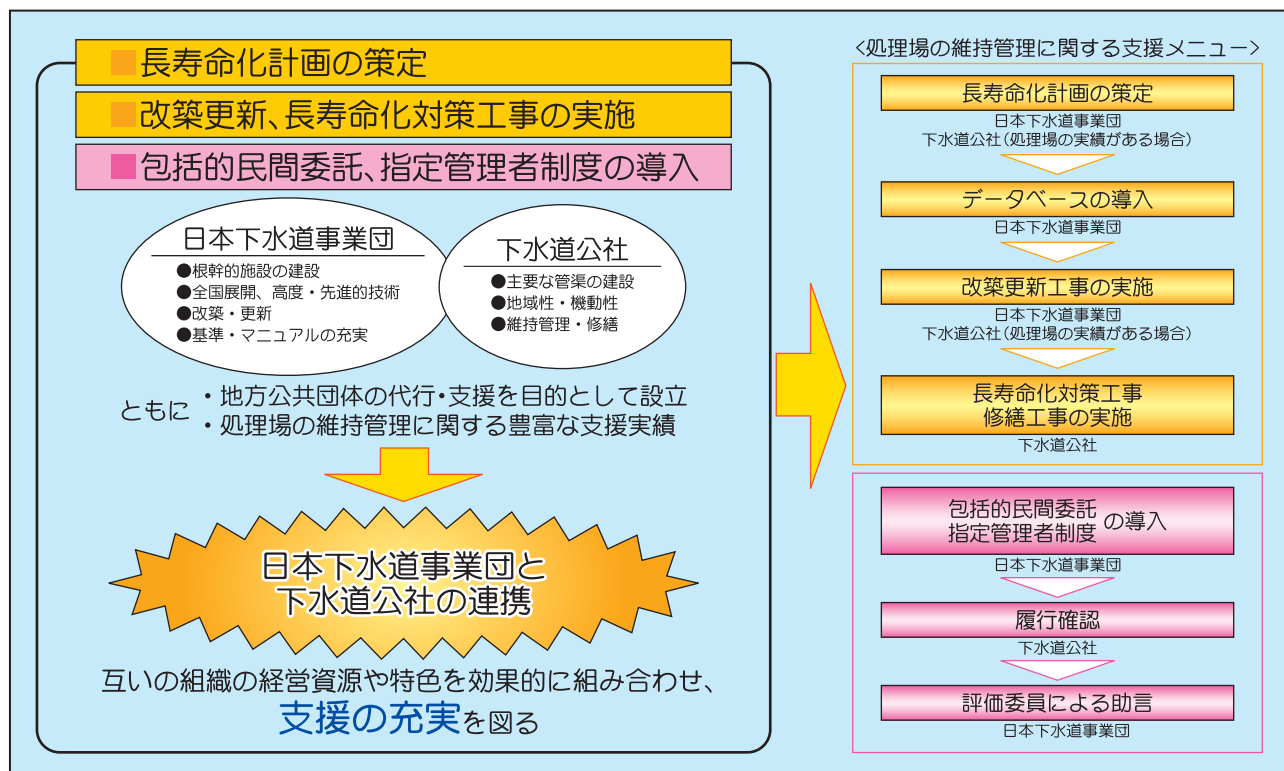 ■長寿命化計画の策定
■改築更新、長寿命化対策工事の実施
■包括的民間委託、指定管理者制度の導入
日本下水道事業団
●根幹的施設の建設
●全国展開、高度・先進的技術
●改築・更新
●基準・マニュアルの充実
下水道公社
●主要な管渠の建設
●地域性・機動性
●維持管理・修繕
ともに
・地方公共団体の代行・支援を目的として設立
・処理場の維持管理に関する豊富な支援実績
日本下水道事業団と
下水道公社の連携
互いの組織の経営資源や特色を効果的に組み合わせ、
支援の充実を図る
<処理場の維持管理に関する支援メニュー>
長寿命化計画の策定
日本下水道事業団
下水道公社(処理場の実績がある場合)
データベースの導入
日本下水道事業団
改築更新工事の実施
日本下水道事業団
下水道公社(処理場の実績がある場合)
長寿命化対策工事
修繕工事の実施
下水道公社
包括的民間委託
指定管理者制度 の導入
日本下水道事業団
履行確認
下水道公社
評価委員による助言
日本下水道事業団